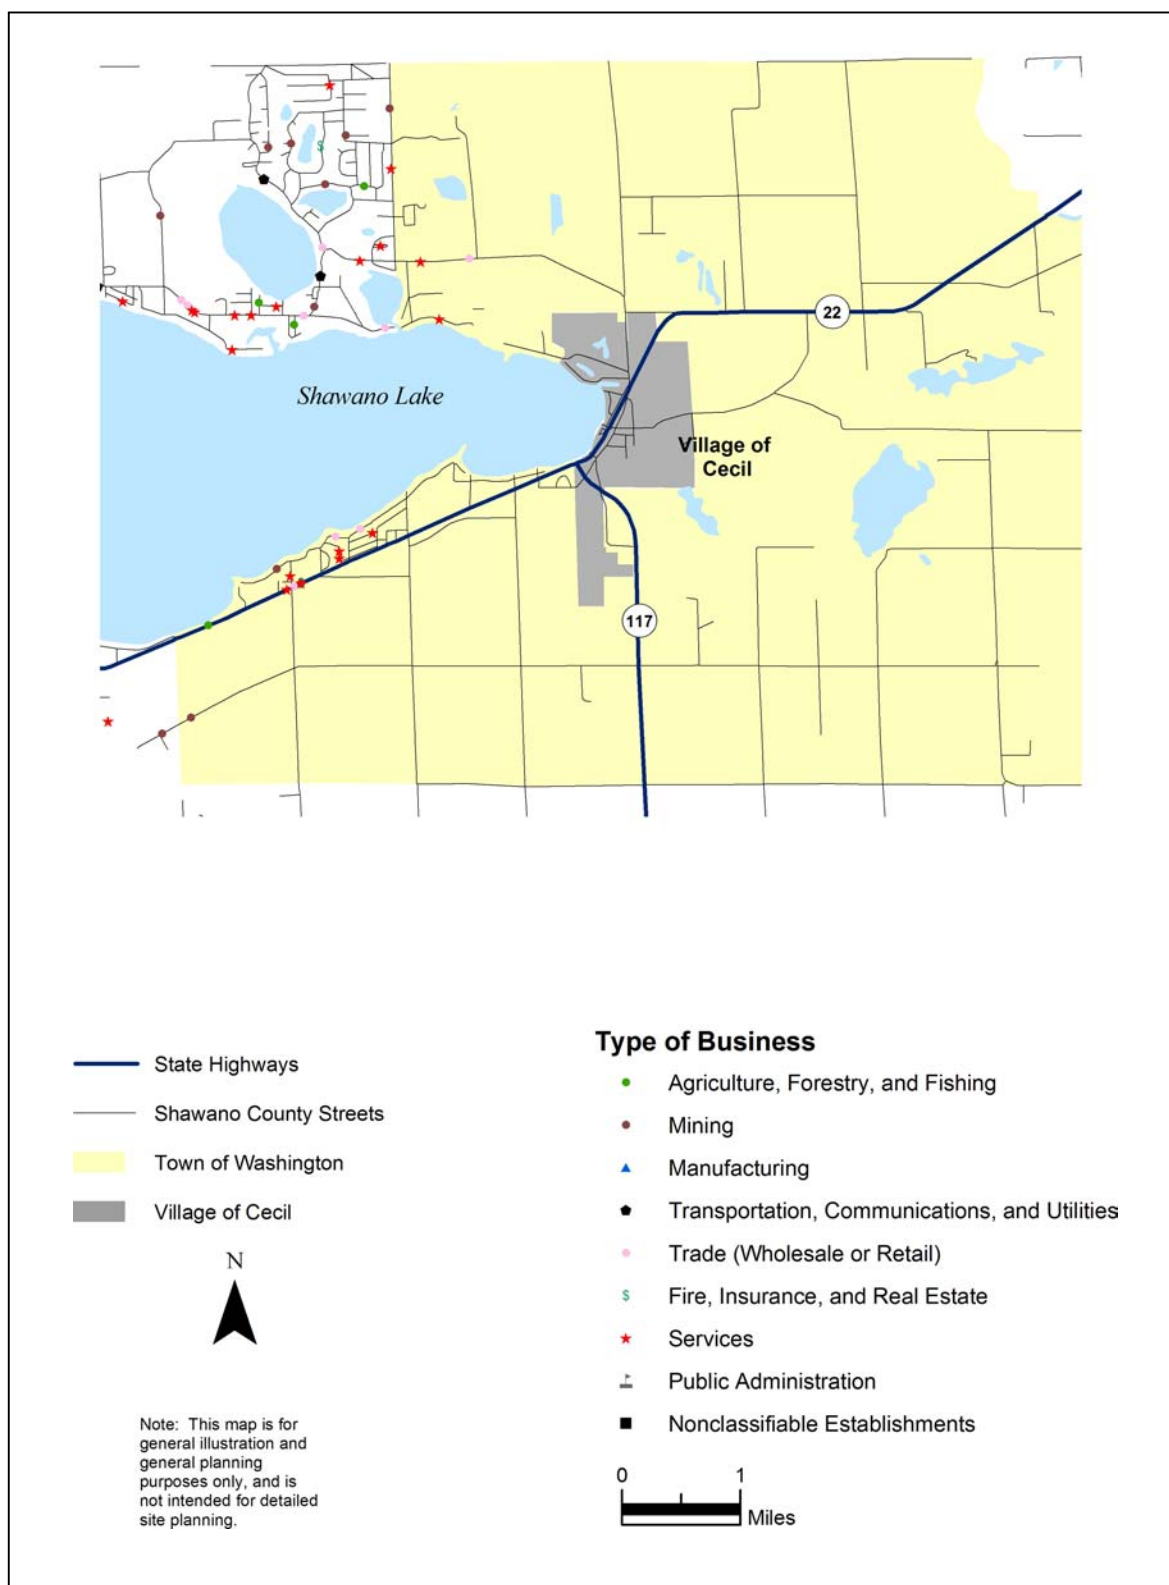 Shawano Lake
22
Village of
Cecil
117
State Highways
Shawano County Streets
Town of Washington
Village of Cecil
N
Note: This map is for
general illustration and
general planning
purposes only, and is
not intended for detailed
site planning.
Type of Business
Agriculture, Forestry, and Fishing
Mining
Manufacturing
Transportation, Communications, and Utilities
Trade (Wholesale or Retail)
$ Fire, Insurance, and Real Estate
Services
Public Administration
Nonclassifiable Establishments
0 1
Miles